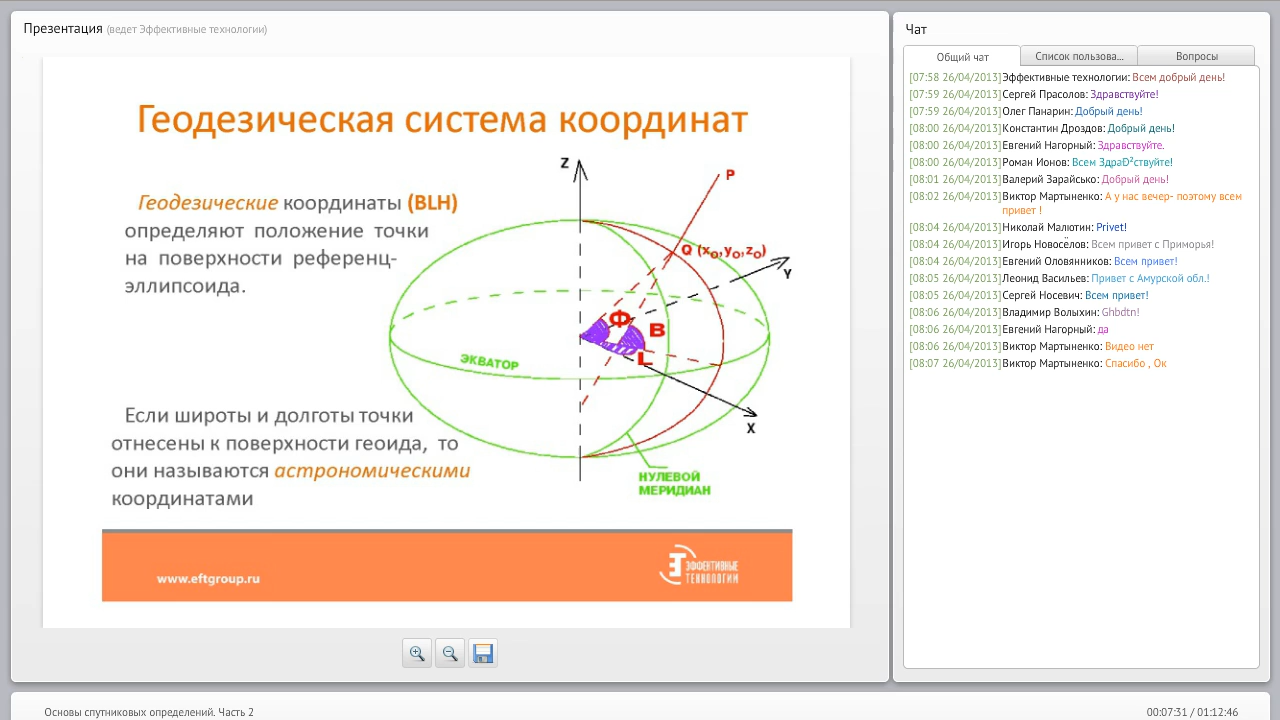 Презентация (ведет Эффективные технологии)
Геодезическая система координат
Геодезические координаты (BLH)
определяют положение точки
на поверхности референц-
эллипсоида.
Если широты и долготы точки
отнесены к поверхности геоида, то
они называются астрономическими
координатами
Z
P
Q (x₀,y₀,z₀)
Y
Ф
B
L
ЭКВАТОР
X
НУЛЕВОЙ
МЕРИДИАН
www.eftgroup.ru
ЭФФЕКТИВНЫЕ
ТЕХНОЛОГИИ
Чат
Общий чат
Список пользова...
Вопросы
[07:58 26/04/2013]Эффективные технологии: Всем добрый день!
[07:59 26/04/2013]Сергей Прасолов: Здравствуйте!
[07:59 26/04/2013]Олег Панарин: Добрый день!
[08:00 26/04/2013]Константин Дроздов: Добрый день!
[08:00 26/04/2013]Евгений Нагорный: Здравствуйте.
[08:00 26/04/2013]Роман Ионов: Всем ЗдраÐ²ствуйте!
[08:01 26/04/2013]Валерий Зарайсько: Добрый день!
[08:02 26/04/2013]Виктор Мартыненко: А у нас вечер- поэтому всем
привет !
[08:04 26/04/2013]Николай Малютин: Privet!
[08:04 26/04/2013]Игорь Новосёлов: Всем привет с Приморья!
[08:04 26/04/2013]Евгений Оловянников: Всем привет!
[08:05 26/04/2013]Леонид Васильев: Привет с Амурской обл.!
[08:05 26/04/2013]Сергей Носевич: Всем привет!
[08:06 26/04/2013]Владимир Волыхин: Ghbdtn!
[08:06 26/04/2013]Евгений Нагорный: да
[08:06 26/04/2013]Виктор Мартыненко: Видео нет
[08:07 26/04/2013]Виктор Мартыненко: Спасибо , Ок
Основы спутниковых определений. Часть 2
00:07:31 / 01:12:46